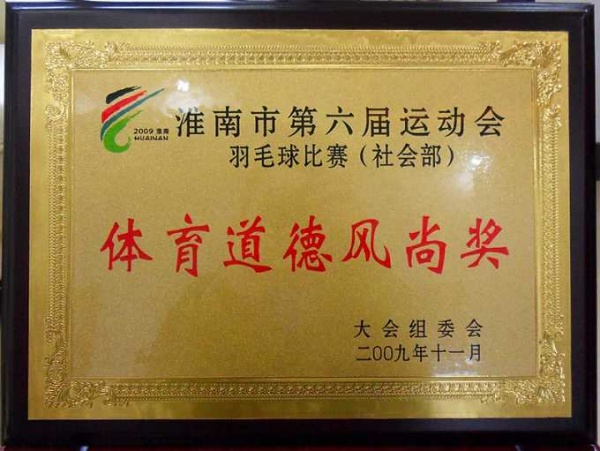 2009 淮南
HUAINAN
淮南市第六届运动会
羽毛球比赛（社会部）
体育道德风尚奖
大会组委会
二00九年十一月